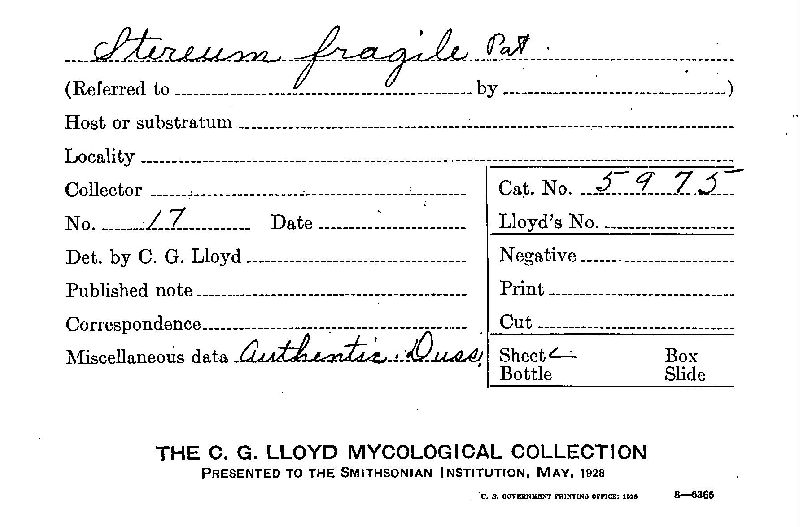 Stereum fragile Pat.
(Referred to by )
Host or substratum
Locality
Collector
Cat. No. 5975
No. 17 Date
Lloyd's No.
Det. by C. G. Lloyd
Negative
Published note
Print
Correspondence
Cut
Miscellaneous data Authentic. Duss,
Sheet Box
Bottle Slide
THE C. G. LLOYD MYCOLOGICAL COLLECTION
PRESENTED TO THE SMITHSONIAN INSTITUTION, MAY, 1928
U. S. GOVERNMENT PRINTING OFFICE: 1928 8—6366